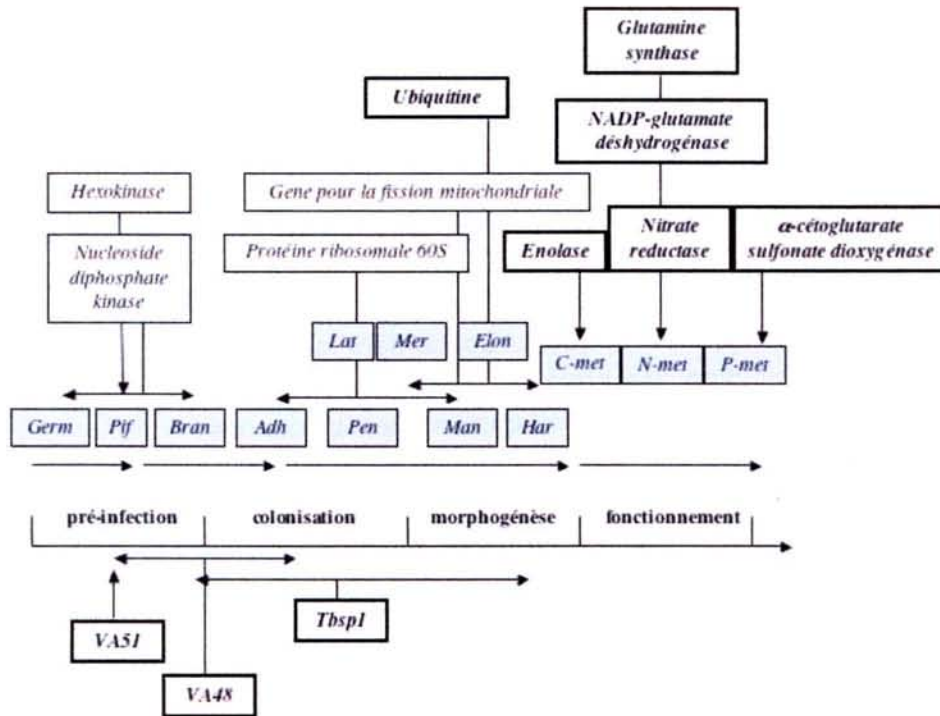 Glutamine
synthase
Ubiquitine
NADP-glutamate
déshydrogénase
Hexokinase
Gene pour la fission mitochondriale
Nucleoside
diphosphate
kinase
Protéine ribosomale 60S
Enolase
Nitrate
reductase
α-cétoglutarate
sulfonate dioxygénase
Lat
Mer
Elon
C-met
N-met
P-met
Germ
Pif
Bran
Adh
Pen
Man
Har
pré-infection
colonisation
morphogénèse
fonctionnement
Tbsp1
VA51
VA48